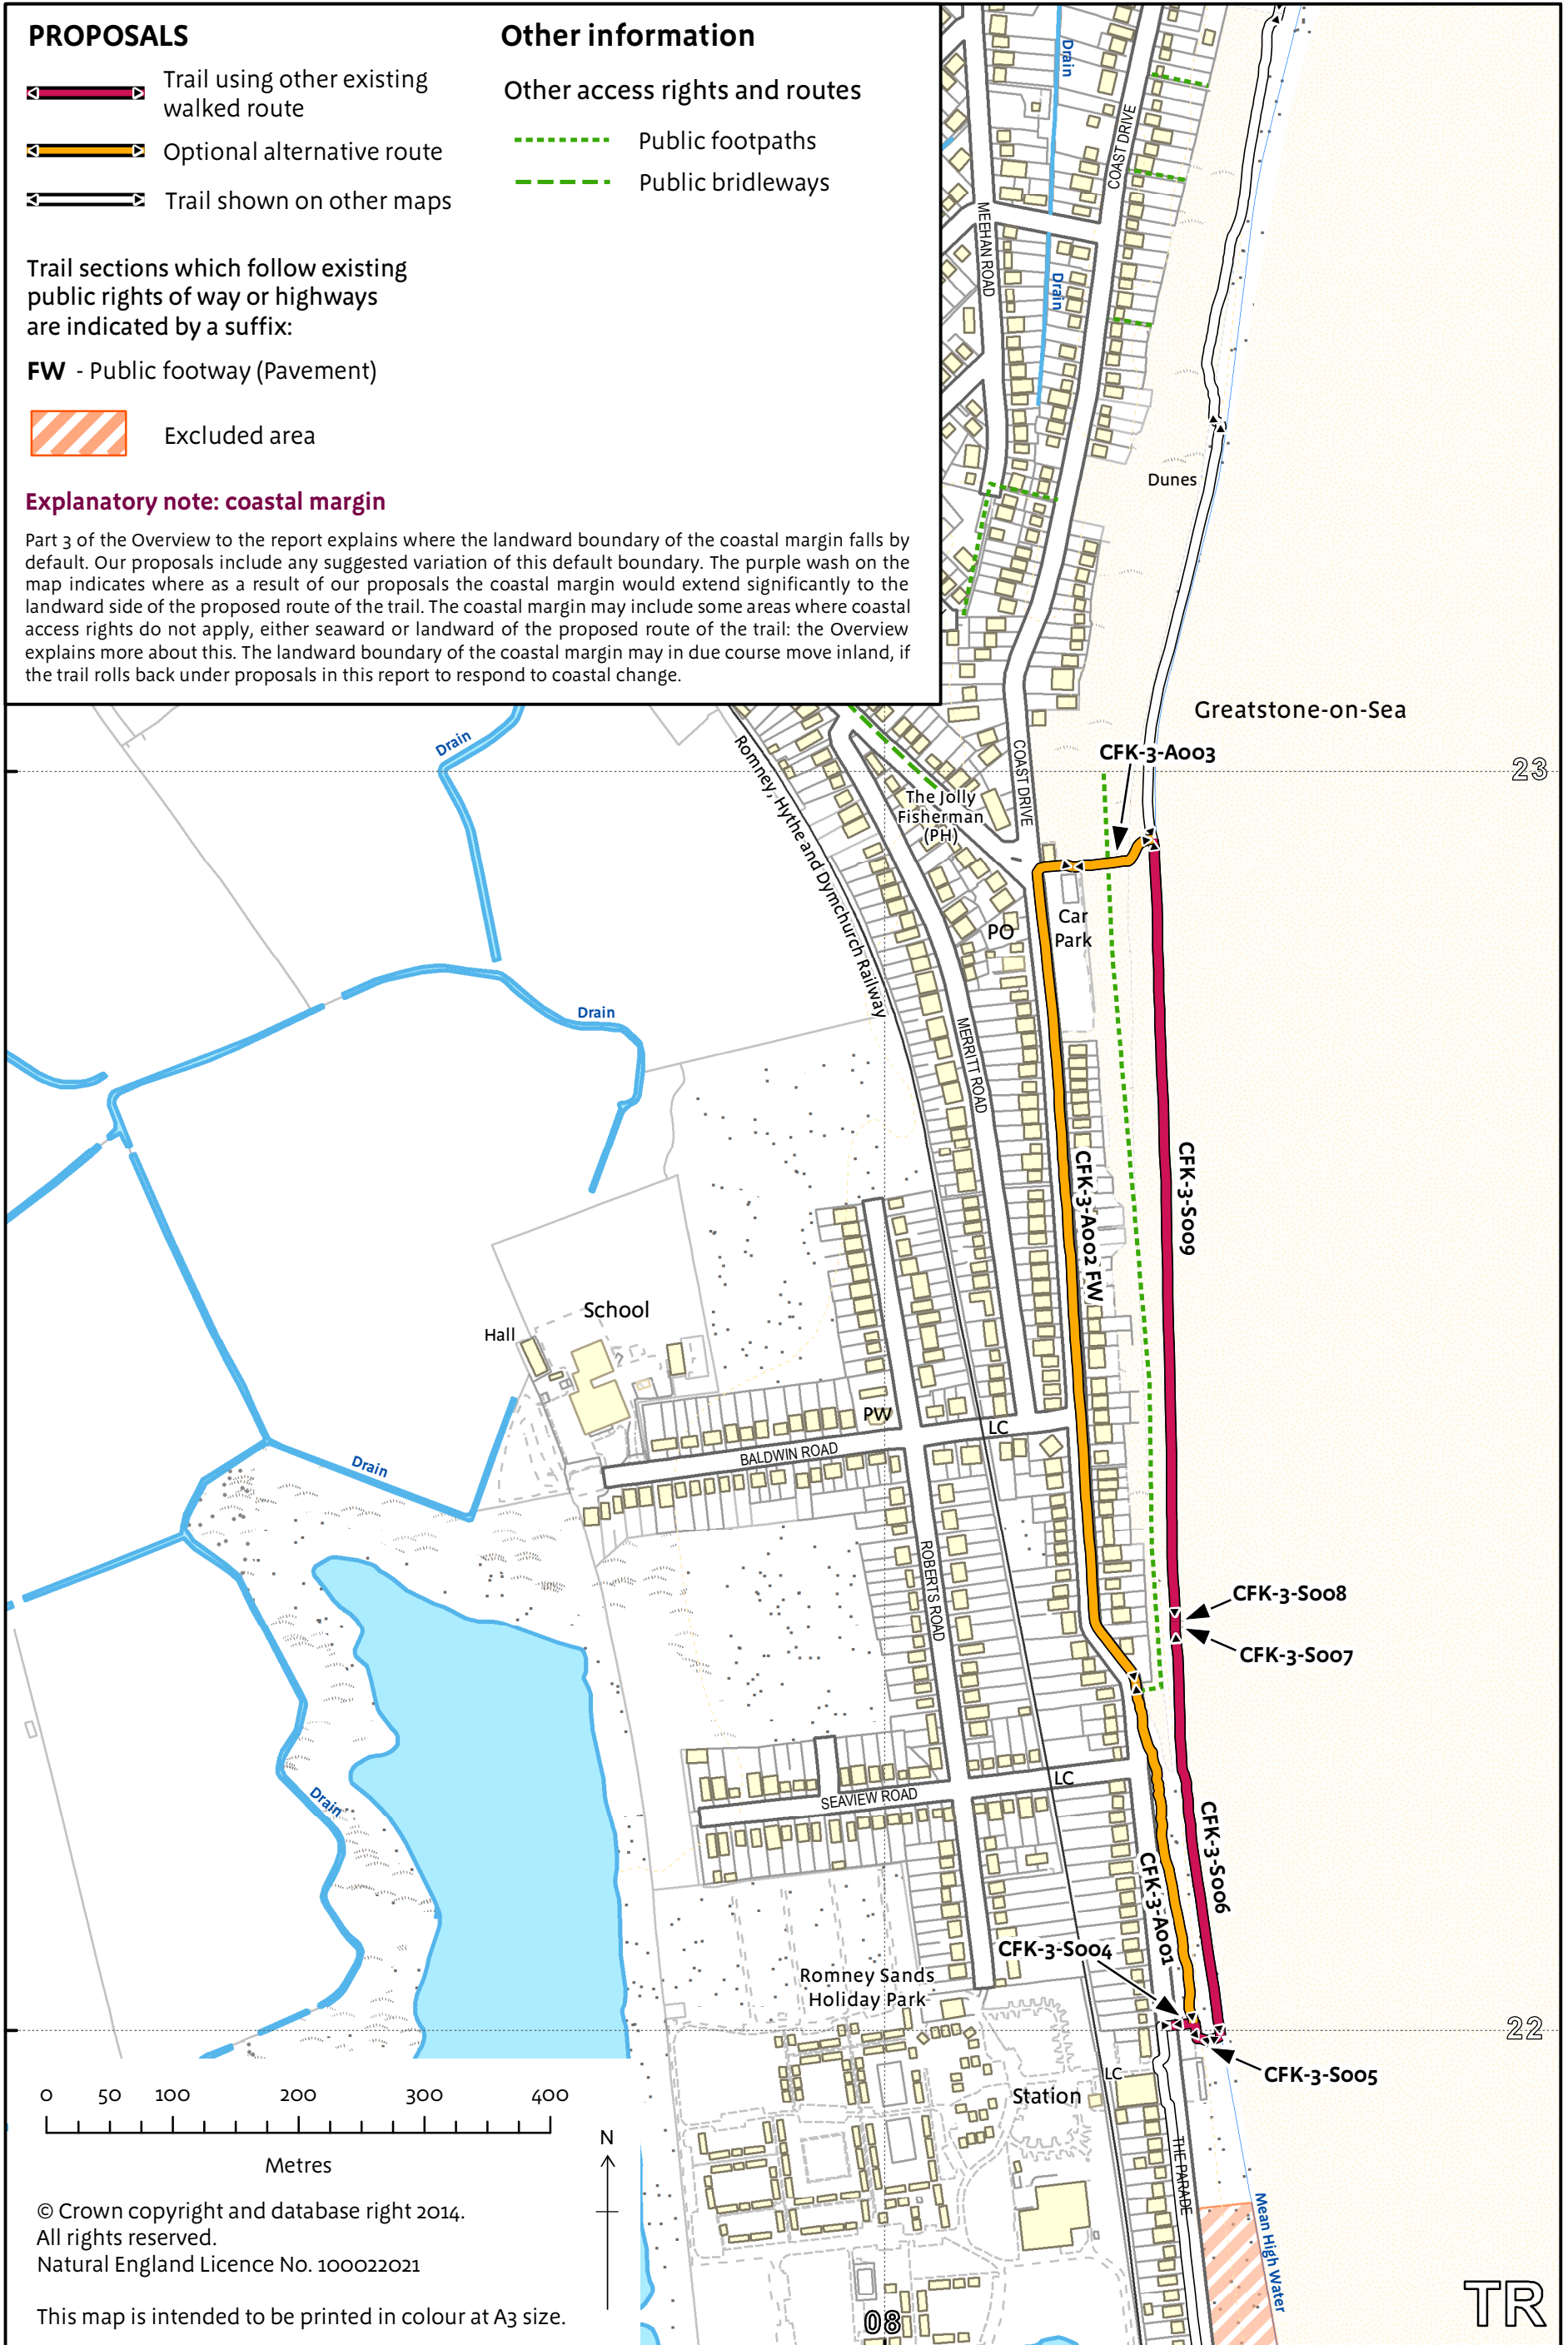 PROPOSALS
Trail using other existing
walked route
Optional alternative route
Trail shown on other maps
Trail sections which follow existing
public rights of way or highways
are indicated by a suffix:
FW - Public footway (Pavement)
Excluded area
Other information
Other access rights and routes
Public footpaths
Public bridleways
Explanatory note: coastal margin
Part 3 of the Overview to the report explains where the landward boundary of the coastal margin falls by
default. Our proposals include any suggested variation of this default boundary. The purple wash on the
map indicates where as a result of our proposals the coastal margin would extend significantly to the
landward side of the proposed route of the trail. The coastal margin may include some areas where coastal
access rights do not apply, either seaward or landward of the proposed route of the trail: the Overview
explains more about this. The landward boundary of the coastal margin may in due course move inland, if
the trail rolls back under proposals in this report to respond to coastal change.
Drain
COAST DRIVE
MEEHAN ROAD
Drain
Dunes
Greatstone-on-Sea
Drain
Romney, Hythe and Dymchurch Railway
COAST DRIVE
CFK-3-A003
23
The Jolly
Fisherman
(PH)
Car
Park
PO
Drain
MERRITT ROAD
CFK-3-A002 FW
CFK-3-S009
School
Hall
PW
LC
BALDWIN ROAD
Drain
ROBERTS ROAD
CFK-3-S008
CFK-3-S007
LC
SEAVIEW ROAD
Drain
CFK-3-S006
CFK-3-A001
CFK-3-S004
Romney Sands
Holiday Park
22
CFK-3-S005
LC
Station
THE PARADE
Mean High Water
0 50 100 200 300 400
Metres
N
© Crown copyright and database right 2014.
All rights reserved.
Natural England Licence No. 100022021
This map is intended to be printed in colour at A3 size.
08
TR